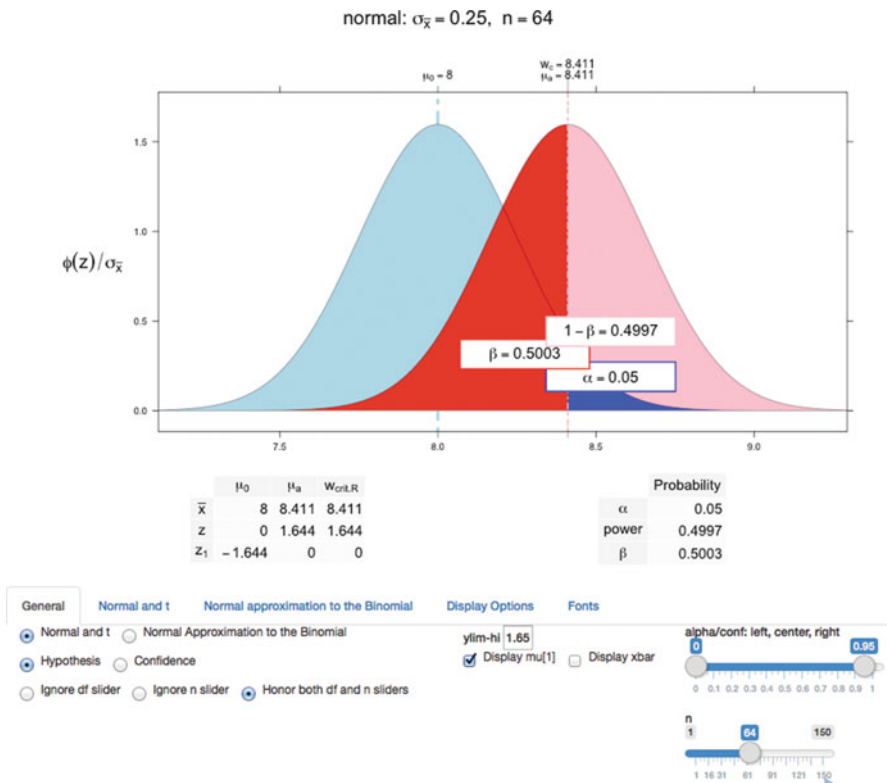 normal: σx̄ = 0.25, n = 64
wc = 8.411
μ0 = 8 μa = 8.411
1.5
1.0
ϕ(z)/σx̄
0.5
0.0
1 − β = 0.4997
β = 0.5003
α = 0.05
7.5 8.0 8.5 9.0
μ0 μa wcrit.R
x̄ 8 8.411 8.411
z 0 1.644 1.644
z1 − 1.644 0 0
Probability
α 0.05
power 0.4997
β 0.5003
General Normal and t Normal approximation to the Binomial Display Options Fonts
Normal and t Normal Approximation to the Binomial
Hypothesis Confidence
Ignore df slider Ignore n slider Honor both df and n sliders
ylim-hi 1.65
Display mu[1] Display xbar
alpha/conf: left, center, right
0 0.95
0 0.1 0.2 0.3 0.4 0.5 0.6 0.7 0.8 0.9 1
n
1 64 150
1 16 31 61 91 121 150